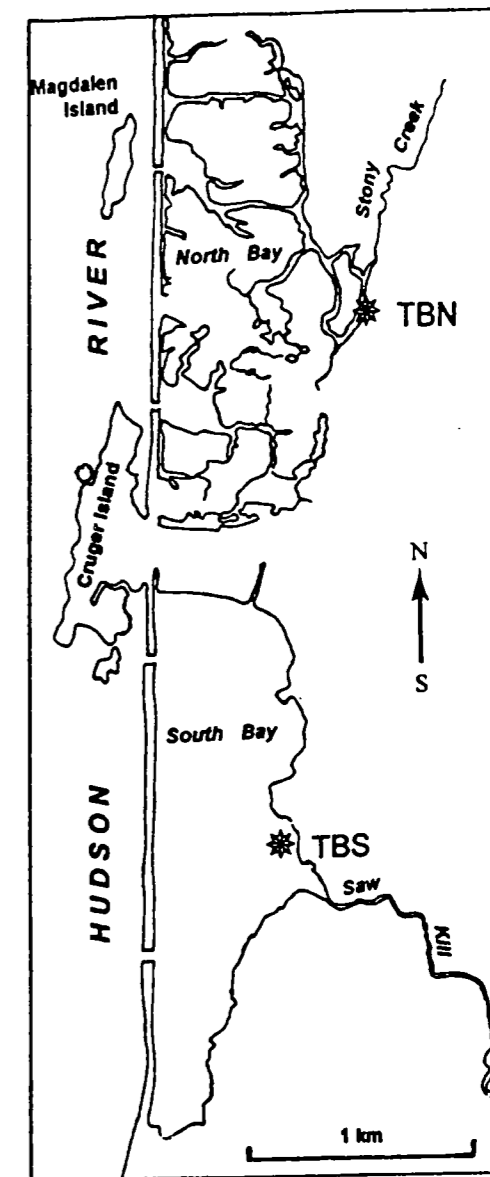 Magdalen
Island
Stony Creek
North Bay
RIVER
TBN
Cruger Island
N
S
South Bay
HUDSON
TBS
Saw
Kill
1 km